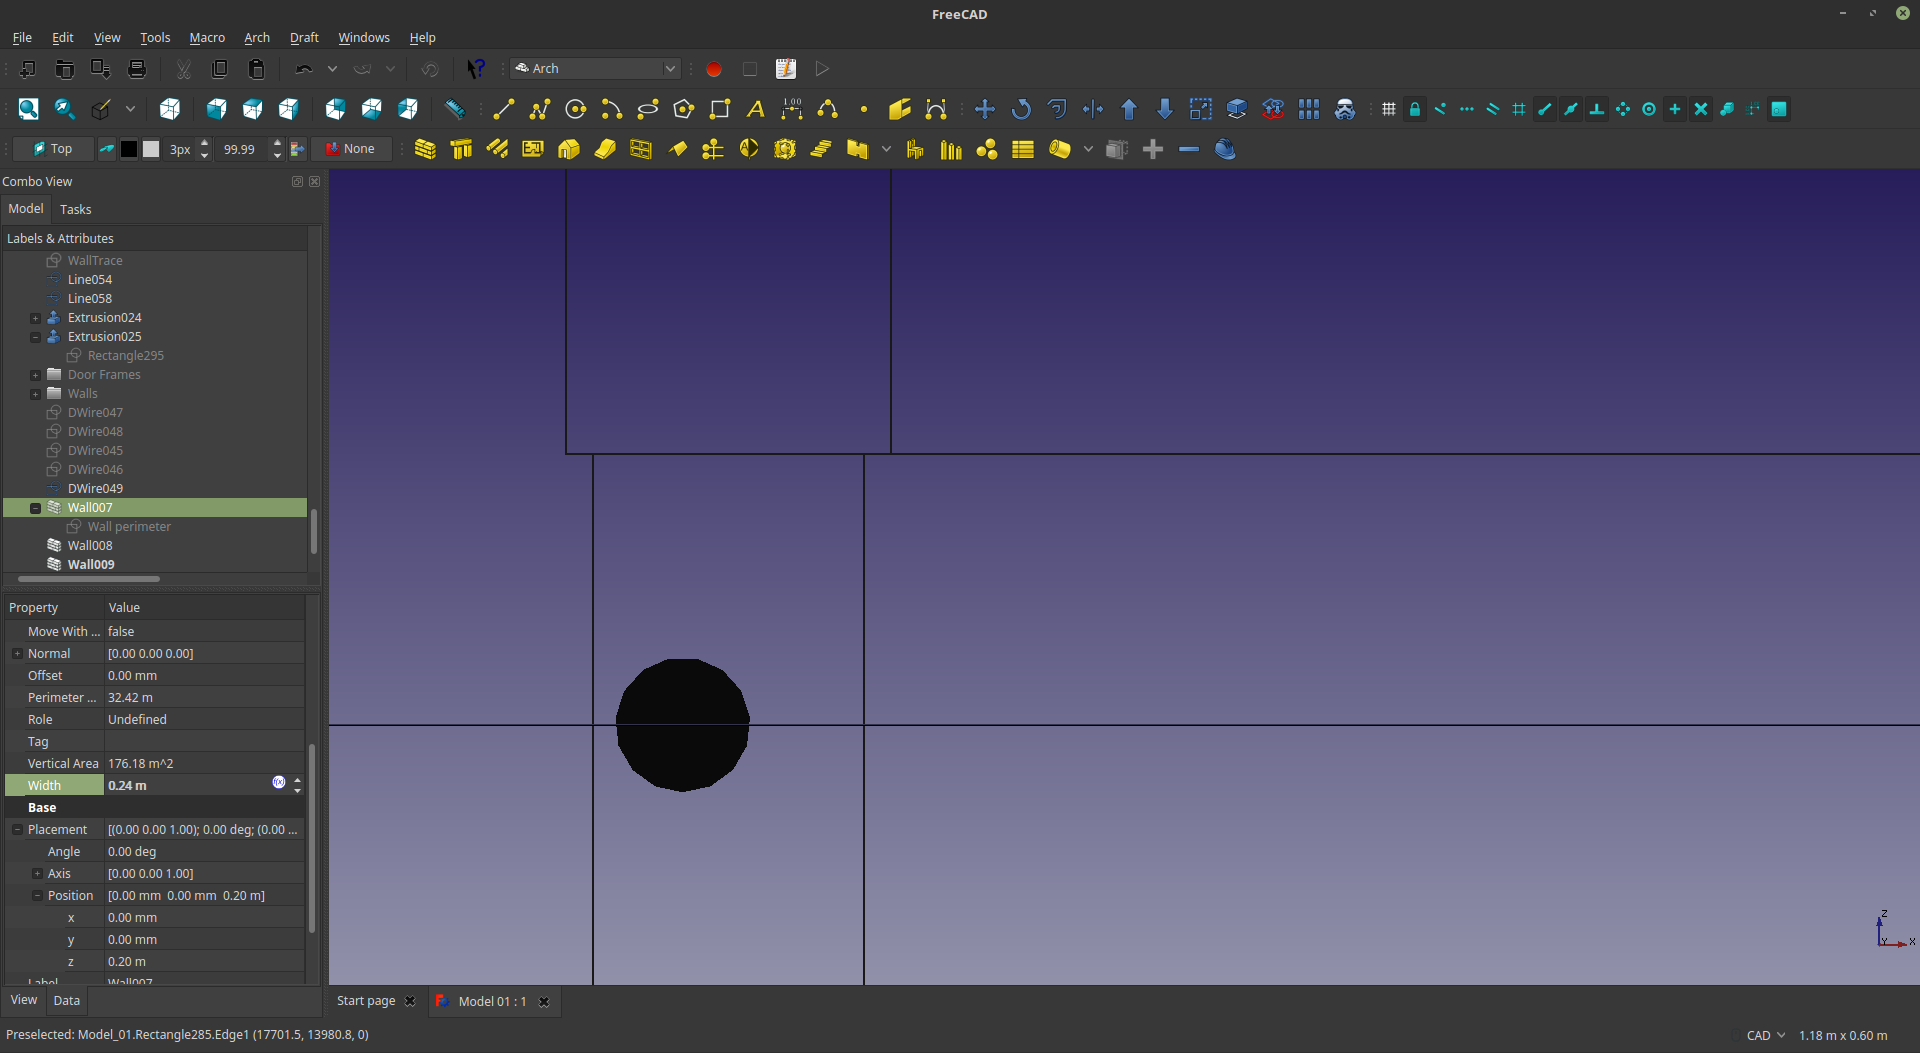 FreeCAD
File Edit View Tools Macro Arch Draft Windows Help
Arch
1.00
Top 3px 99.99 None
Combo View
Model Tasks
Labels & Attributes
WallTrace
Line054
Line058
Extrusion024
Extrusion025
Rectangle295
Door Frames
Walls
DWire047
DWire048
DWire045
DWire046
DWire049
Wall007
Wall perimeter
Wall008
Wall009
Property Value
Move With ... false
Normal [0.00 0.00 0.00]
Offset 0.00 mm
Perimeter ... 32.42 m
Role Undefined
Tag
Vertical Area 176.18 m^2
Width 0.24 m
Base
Placement [(0.00 0.00 1.00); 0.00 deg; (0.00 ...
Angle 0.00 deg
Axis [0.00 0.00 1.00]
Position [0.00 mm 0.00 mm 0.20 m]
x 0.00 mm
y 0.00 mm
z 0.20 m
Label Wall007
View Data
Z
Y X
Start page Model 01 : 1
Preselected: Model_01.Rectangle285.Edge1 (17701.5, 13980.8, 0)
CAD 1.18 m x 0.60 m